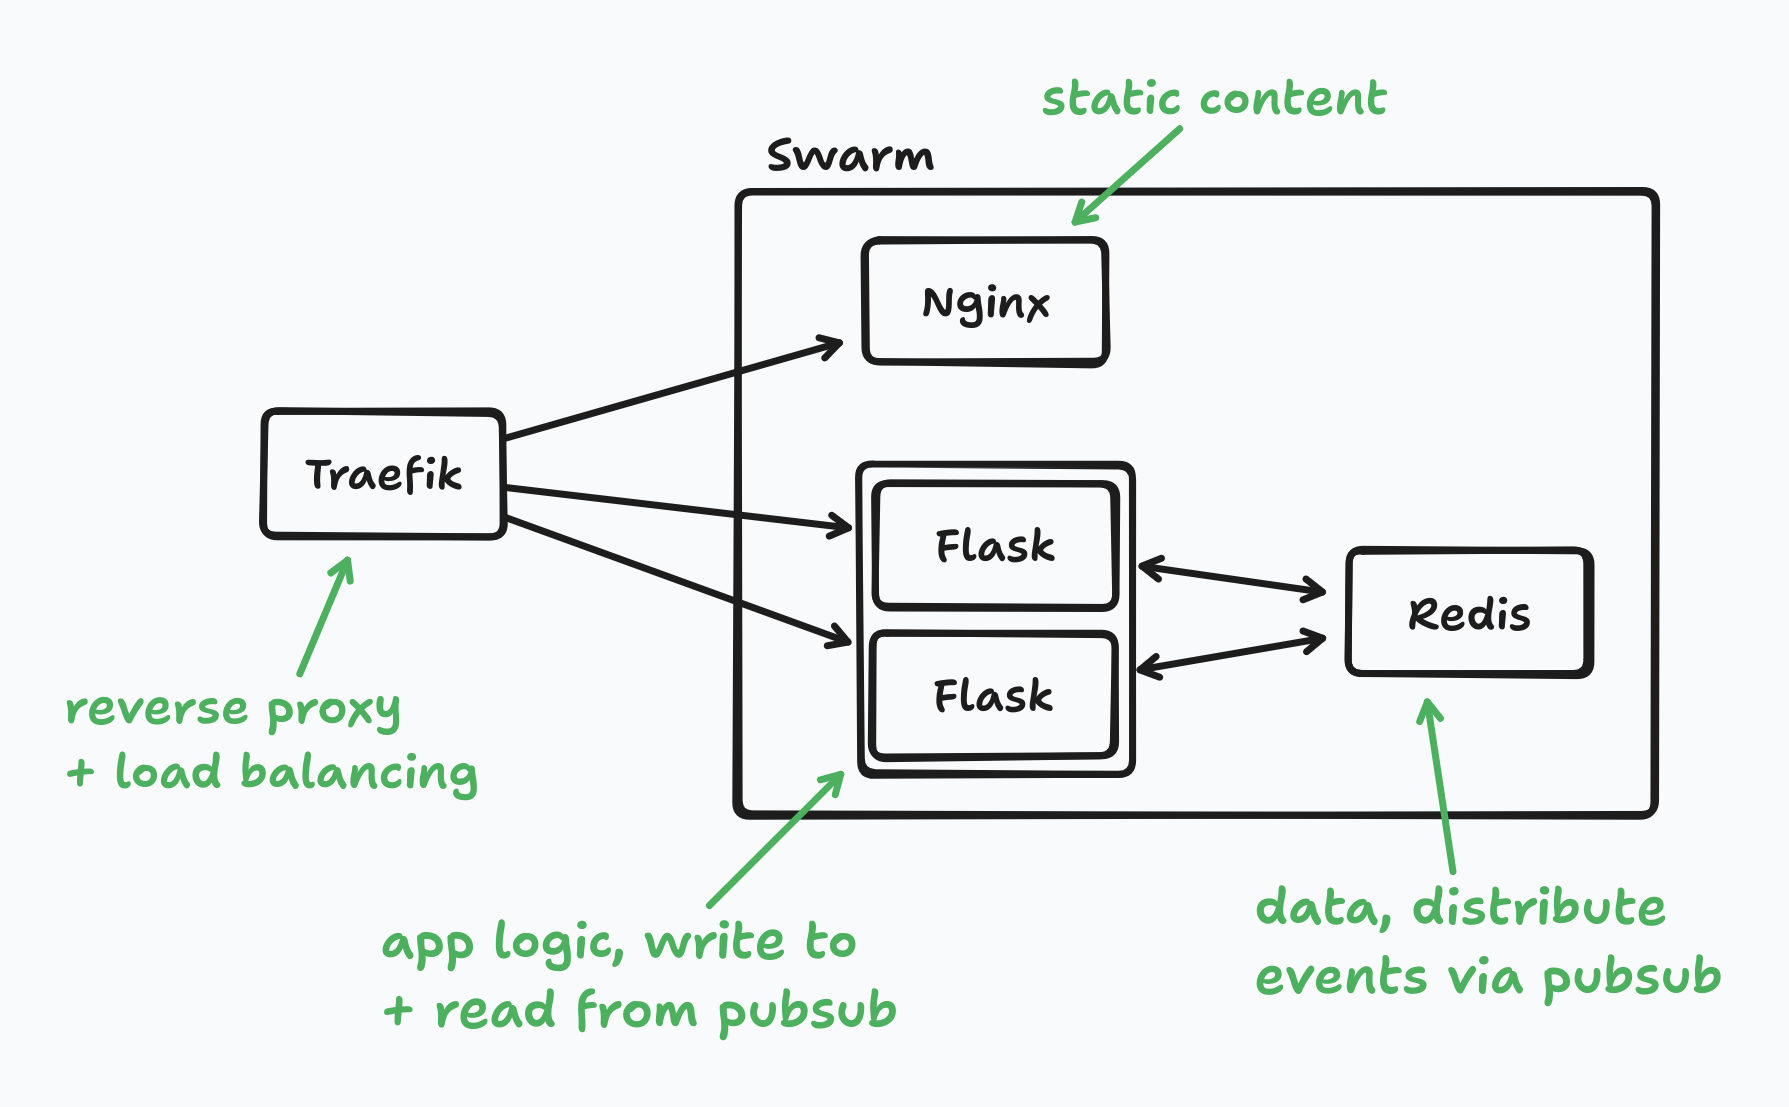 static content
Swarm
Nginx
Traefik
Flask
Redis
Flask
reverse proxy
+ load balancing
app logic, write to
+ read from pubsub
data, distribute
events via pubsub